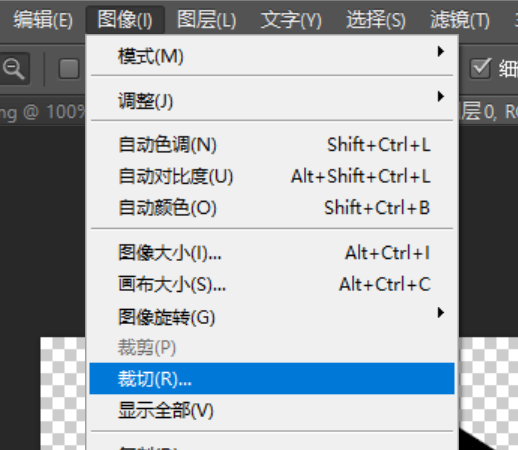 编辑(E) 图像(I) 图层(L) 文字(Y) 选择(S) 滤镜(T)
模式(M)
细
调整(J)
ng @ 100%
层 0, R
自动色调(N) Shift+Ctrl+L
自动对比度(U) Alt+Shift+Ctrl+L
自动颜色(O) Shift+Ctrl+B
图像大小(I)... Alt+Ctrl+I
画布大小(S)... Alt+Ctrl+C
图像旋转(G)
裁剪(P)
裁切(R)...
显示全部(V)